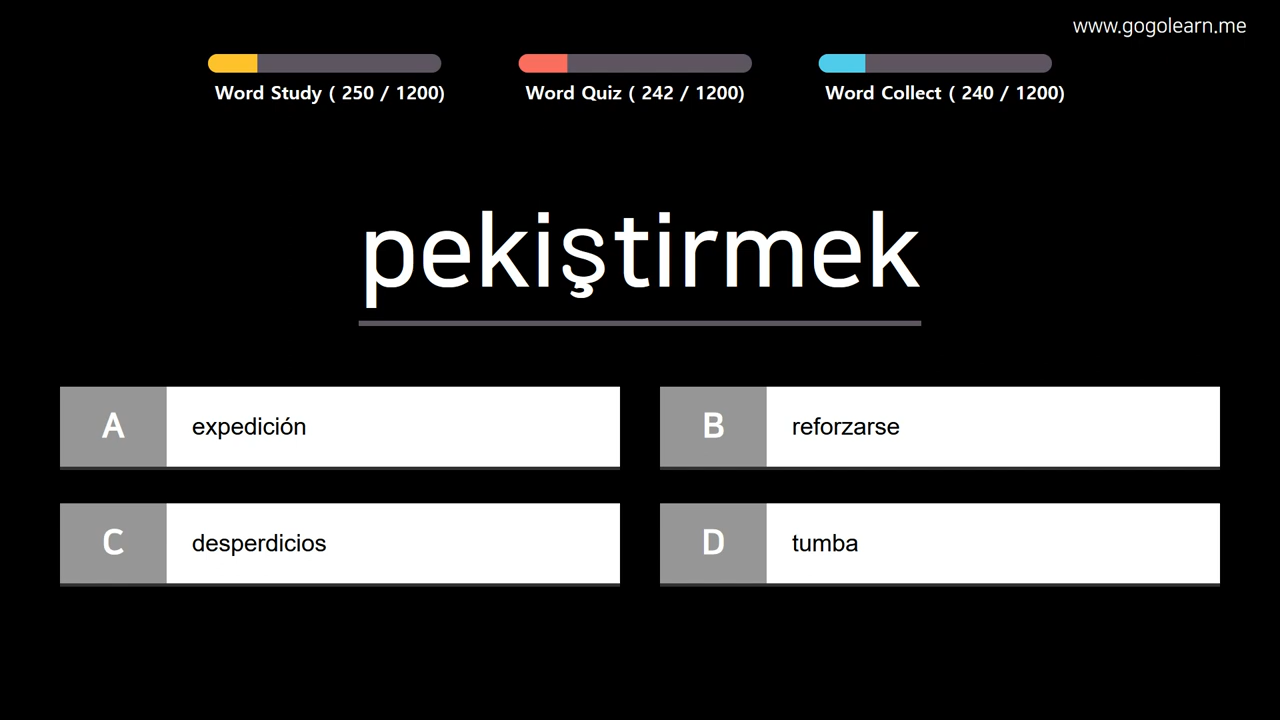 www.gogolearn.me
Word Study ( 250 / 1200)
Word Quiz ( 242 / 1200)
Word Collect ( 240 / 1200)
pekiştirmek
A expedición
B reforzarse
C desperdicios
D tumba